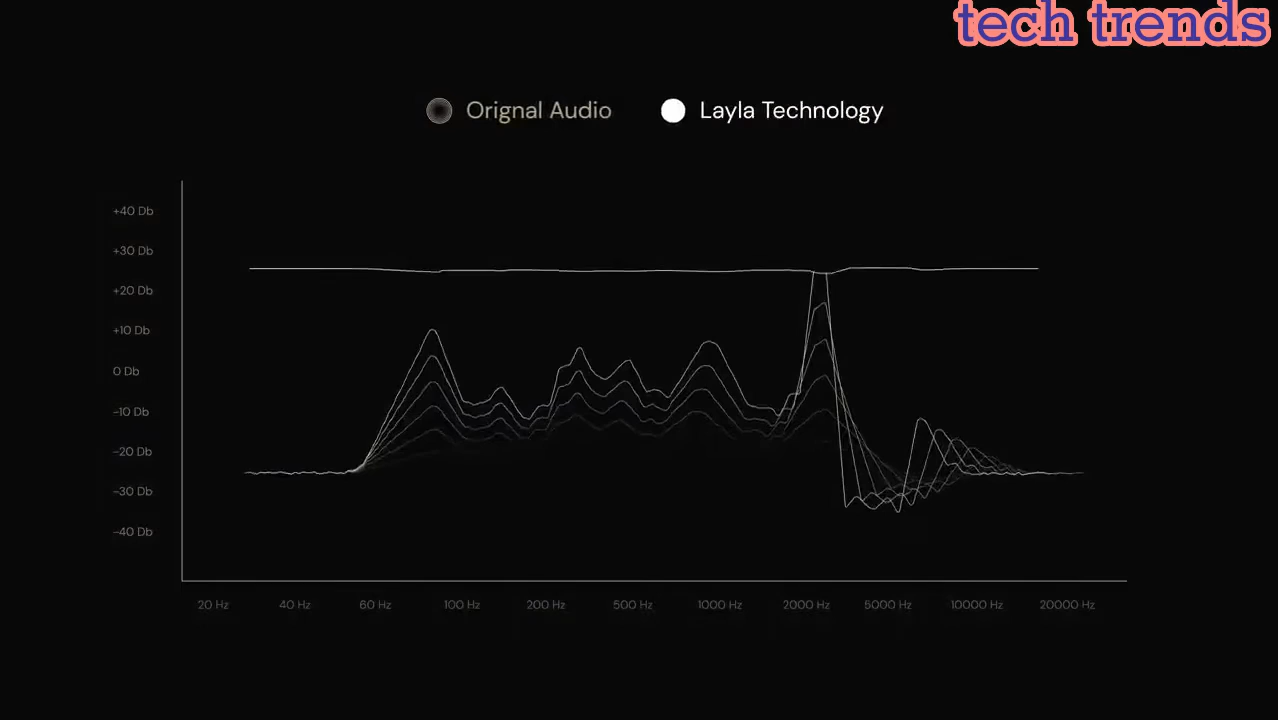 tech trends
Orignal Audio
Layla Technology
+40 Db
+30 Db
+20 Db
+10 Db
0 Db
-10 Db
-20 Db
-30 Db
-40 Db
20 Hz
40 Hz
60 Hz
100 Hz
200 Hz
500 Hz
1000 Hz
2000 Hz
5000 Hz
10000 Hz
20000 Hz